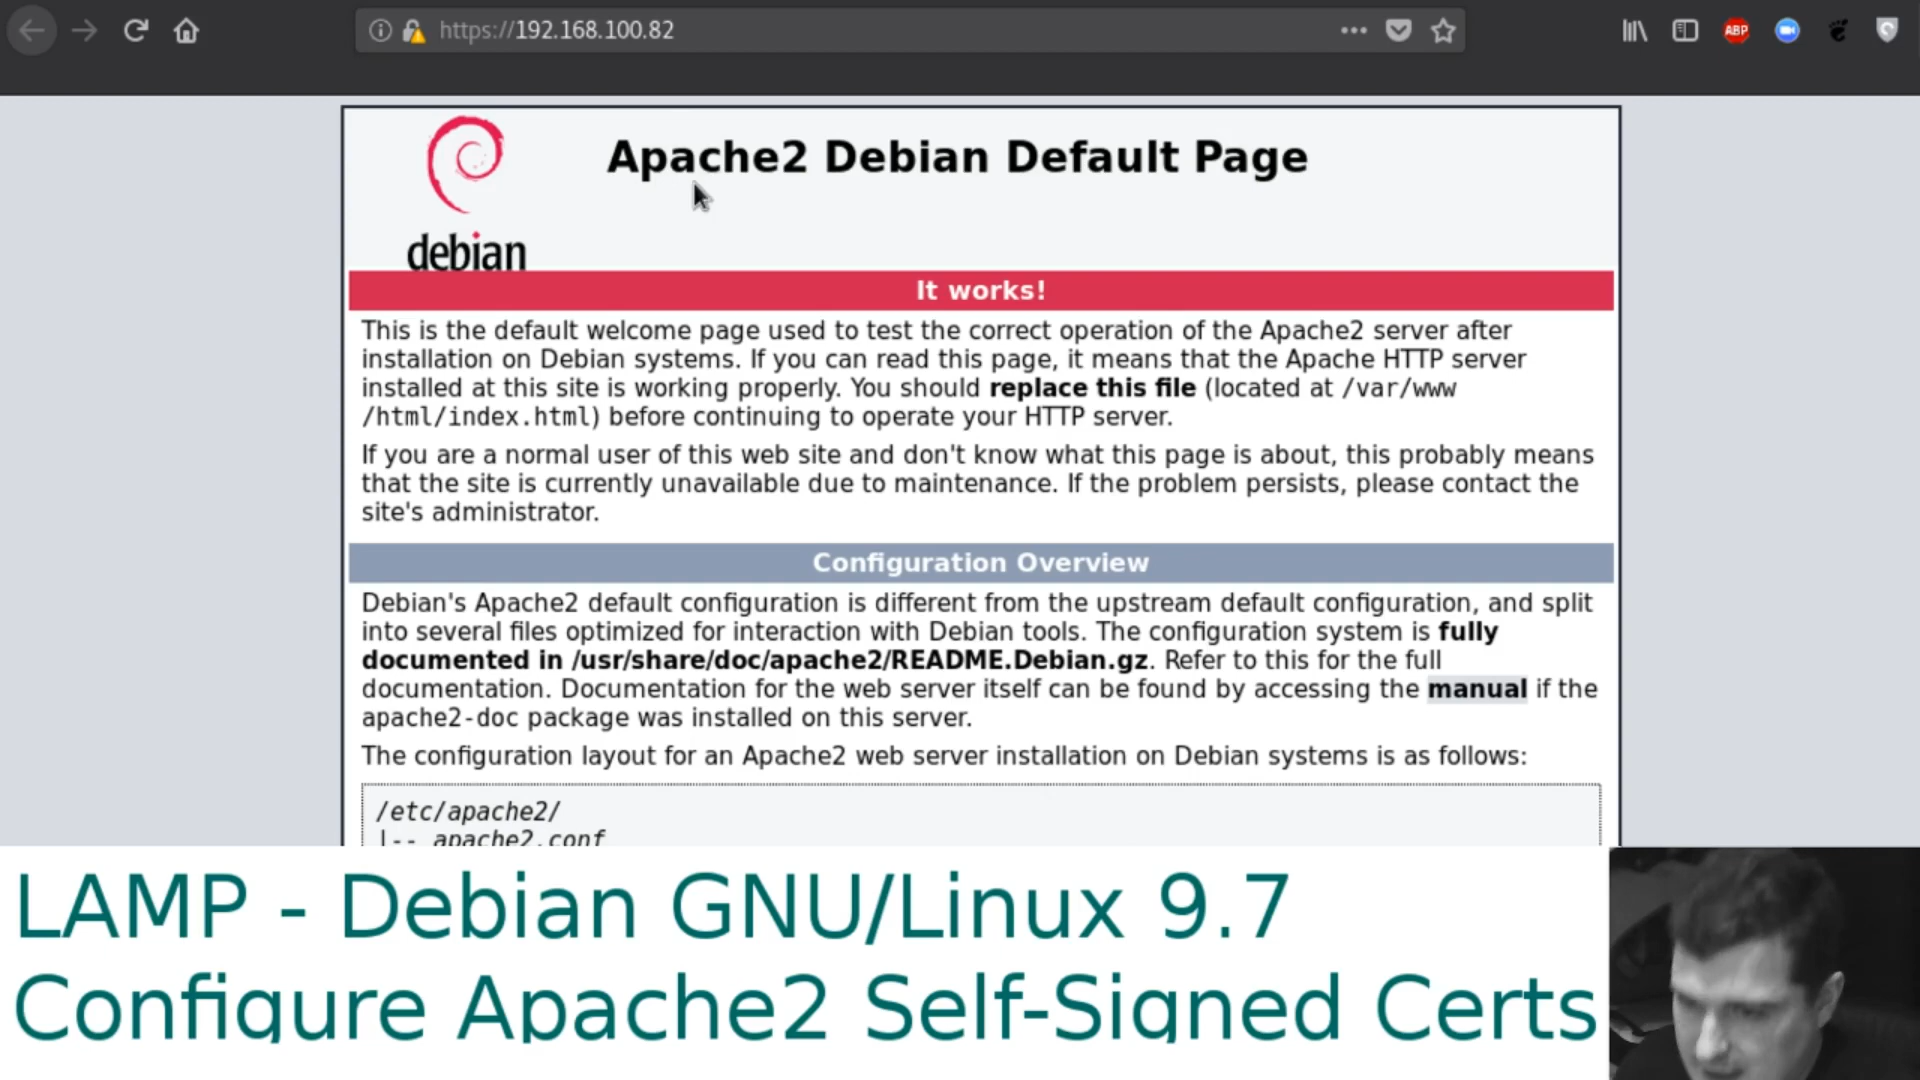 https://192.168.100.82
ABP
debian
Apache2 Debian Default Page
It works!
This is the default welcome page used to test the correct operation of the Apache2 server after
installation on Debian systems. If you can read this page, it means that the Apache HTTP server
installed at this site is working properly. You should replace this file (located at /var/www
/html/index.html) before continuing to operate your HTTP server.
If you are a normal user of this web site and don't know what this page is about, this probably means
that the site is currently unavailable due to maintenance. If the problem persists, please contact the
site's administrator.
Configuration Overview
Debian's Apache2 default configuration is different from the upstream default configuration, and split
into several files optimized for interaction with Debian tools. The configuration system is fully
documented in /usr/share/doc/apache2/README.Debian.gz. Refer to this for the full
documentation. Documentation for the web server itself can be found by accessing the manual if the
apache2-doc package was installed on this server.
The configuration layout for an Apache2 web server installation on Debian systems is as follows:
/etc/apache2/
|-- apache2.conf
LAMP - Debian GNU/Linux 9.7
Configure Apache2 Self-Signed Certs